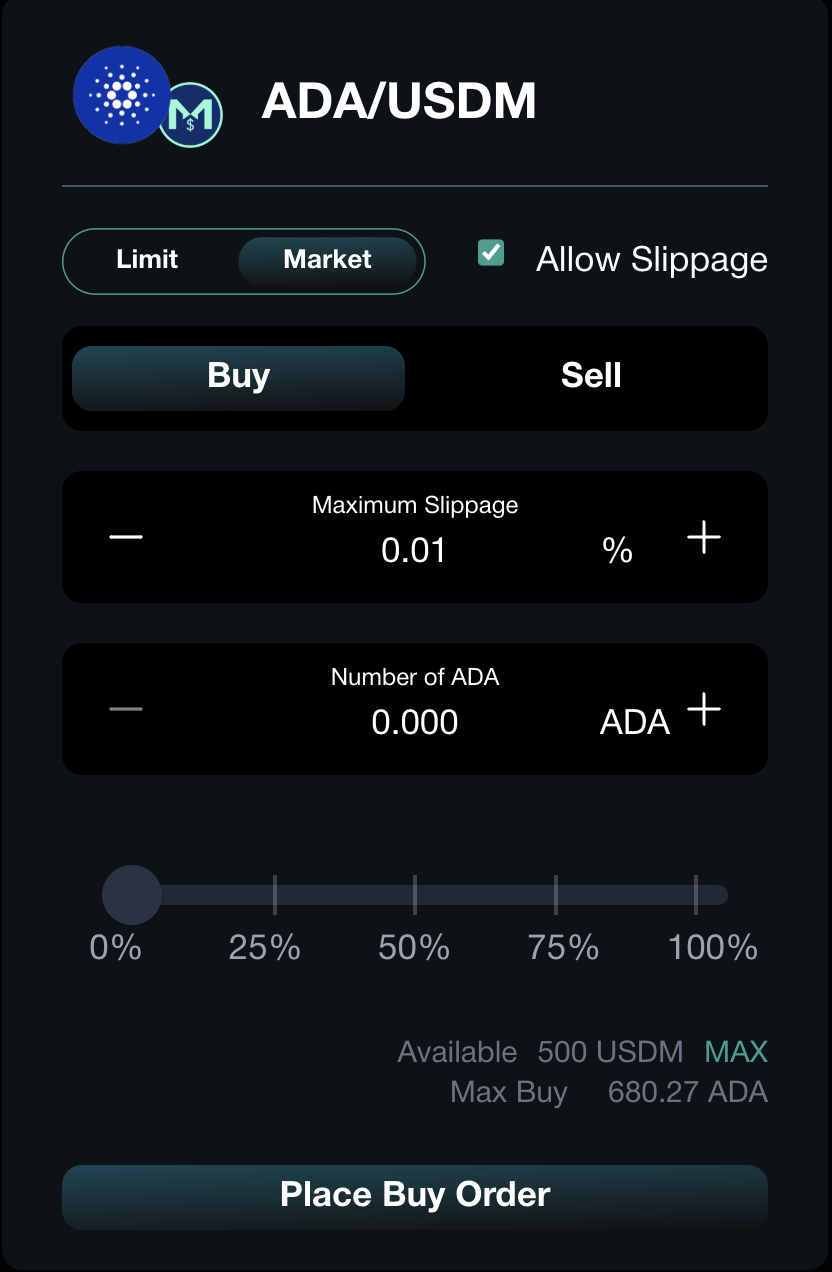 M
$
ADA/USDM
Limit Market Allow Slippage
Buy Sell
Maximum Slippage
0.01 %
Number of ADA
0.000 ADA
0% 25% 50% 75% 100%
Available 500 USDM MAX
Max Buy 680.27 ADA
Place Buy Order